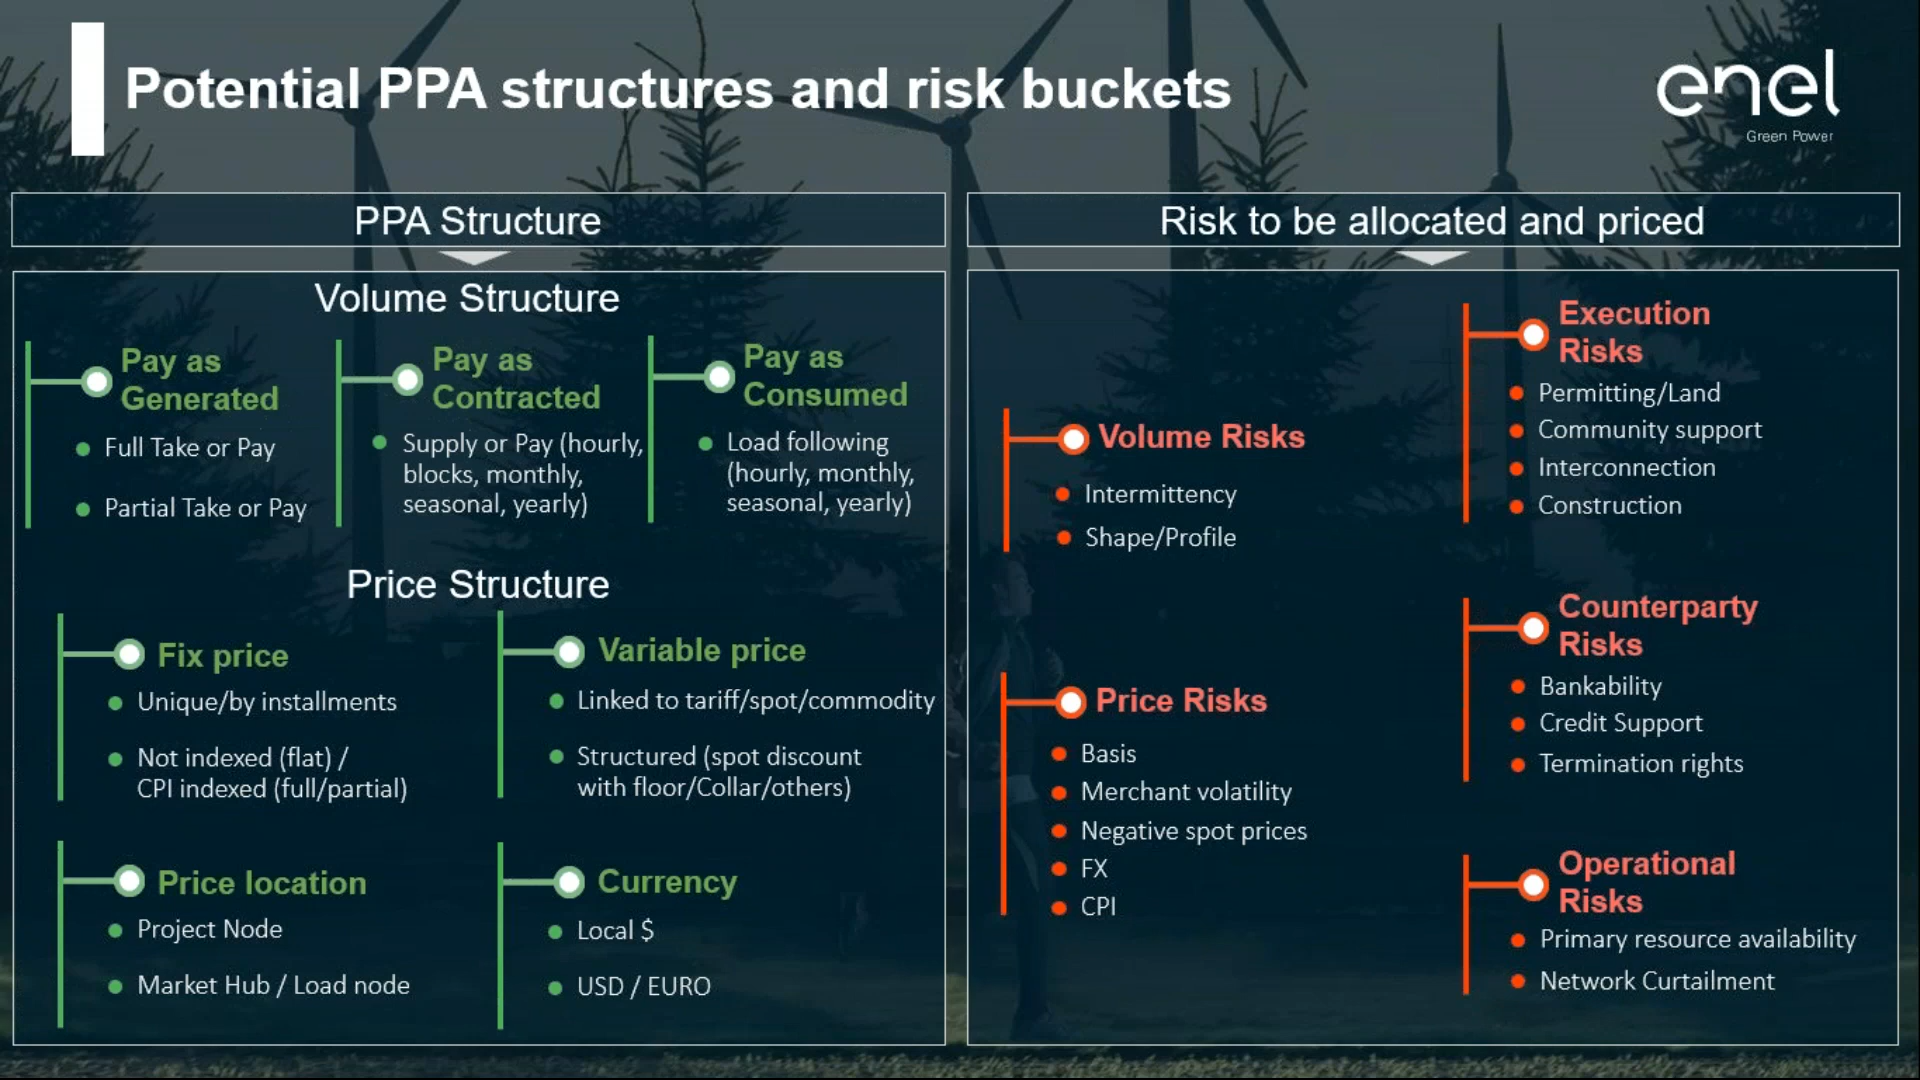 Potential PPA structures and risk buckets
enel
Green Power
PPA Structure
Volume Structure
Pay as
Generated
Full Take or Pay
Partial Take or Pay
Pay as
Contracted
Supply or Pay (hourly,
blocks, monthly,
seasonal, yearly)
Pay as
Consumed
Load following
(hourly, monthly,
seasonal, yearly)
Price Structure
Fix price
Unique/by installments
Not indexed (flat) /
CPI indexed (full/partial)
Variable price
Linked to tariff/spot/commodity
Structured (spot discount
with floor/Collar/others)
Price location
Project Node
Market Hub / Load node
Currency
Local $
USD / EURO
Risk to be allocated and priced
Volume Risks
Intermittency
Shape/Profile
Price Risks
Basis
Merchant volatility
Negative spot prices
FX
CPI
Execution
Risks
Permitting/Land
Community support
Interconnection
Construction
Counterparty
Risks
Bankability
Credit Support
Termination rights
Operational
Risks
Primary resource availability
Network Curtailment